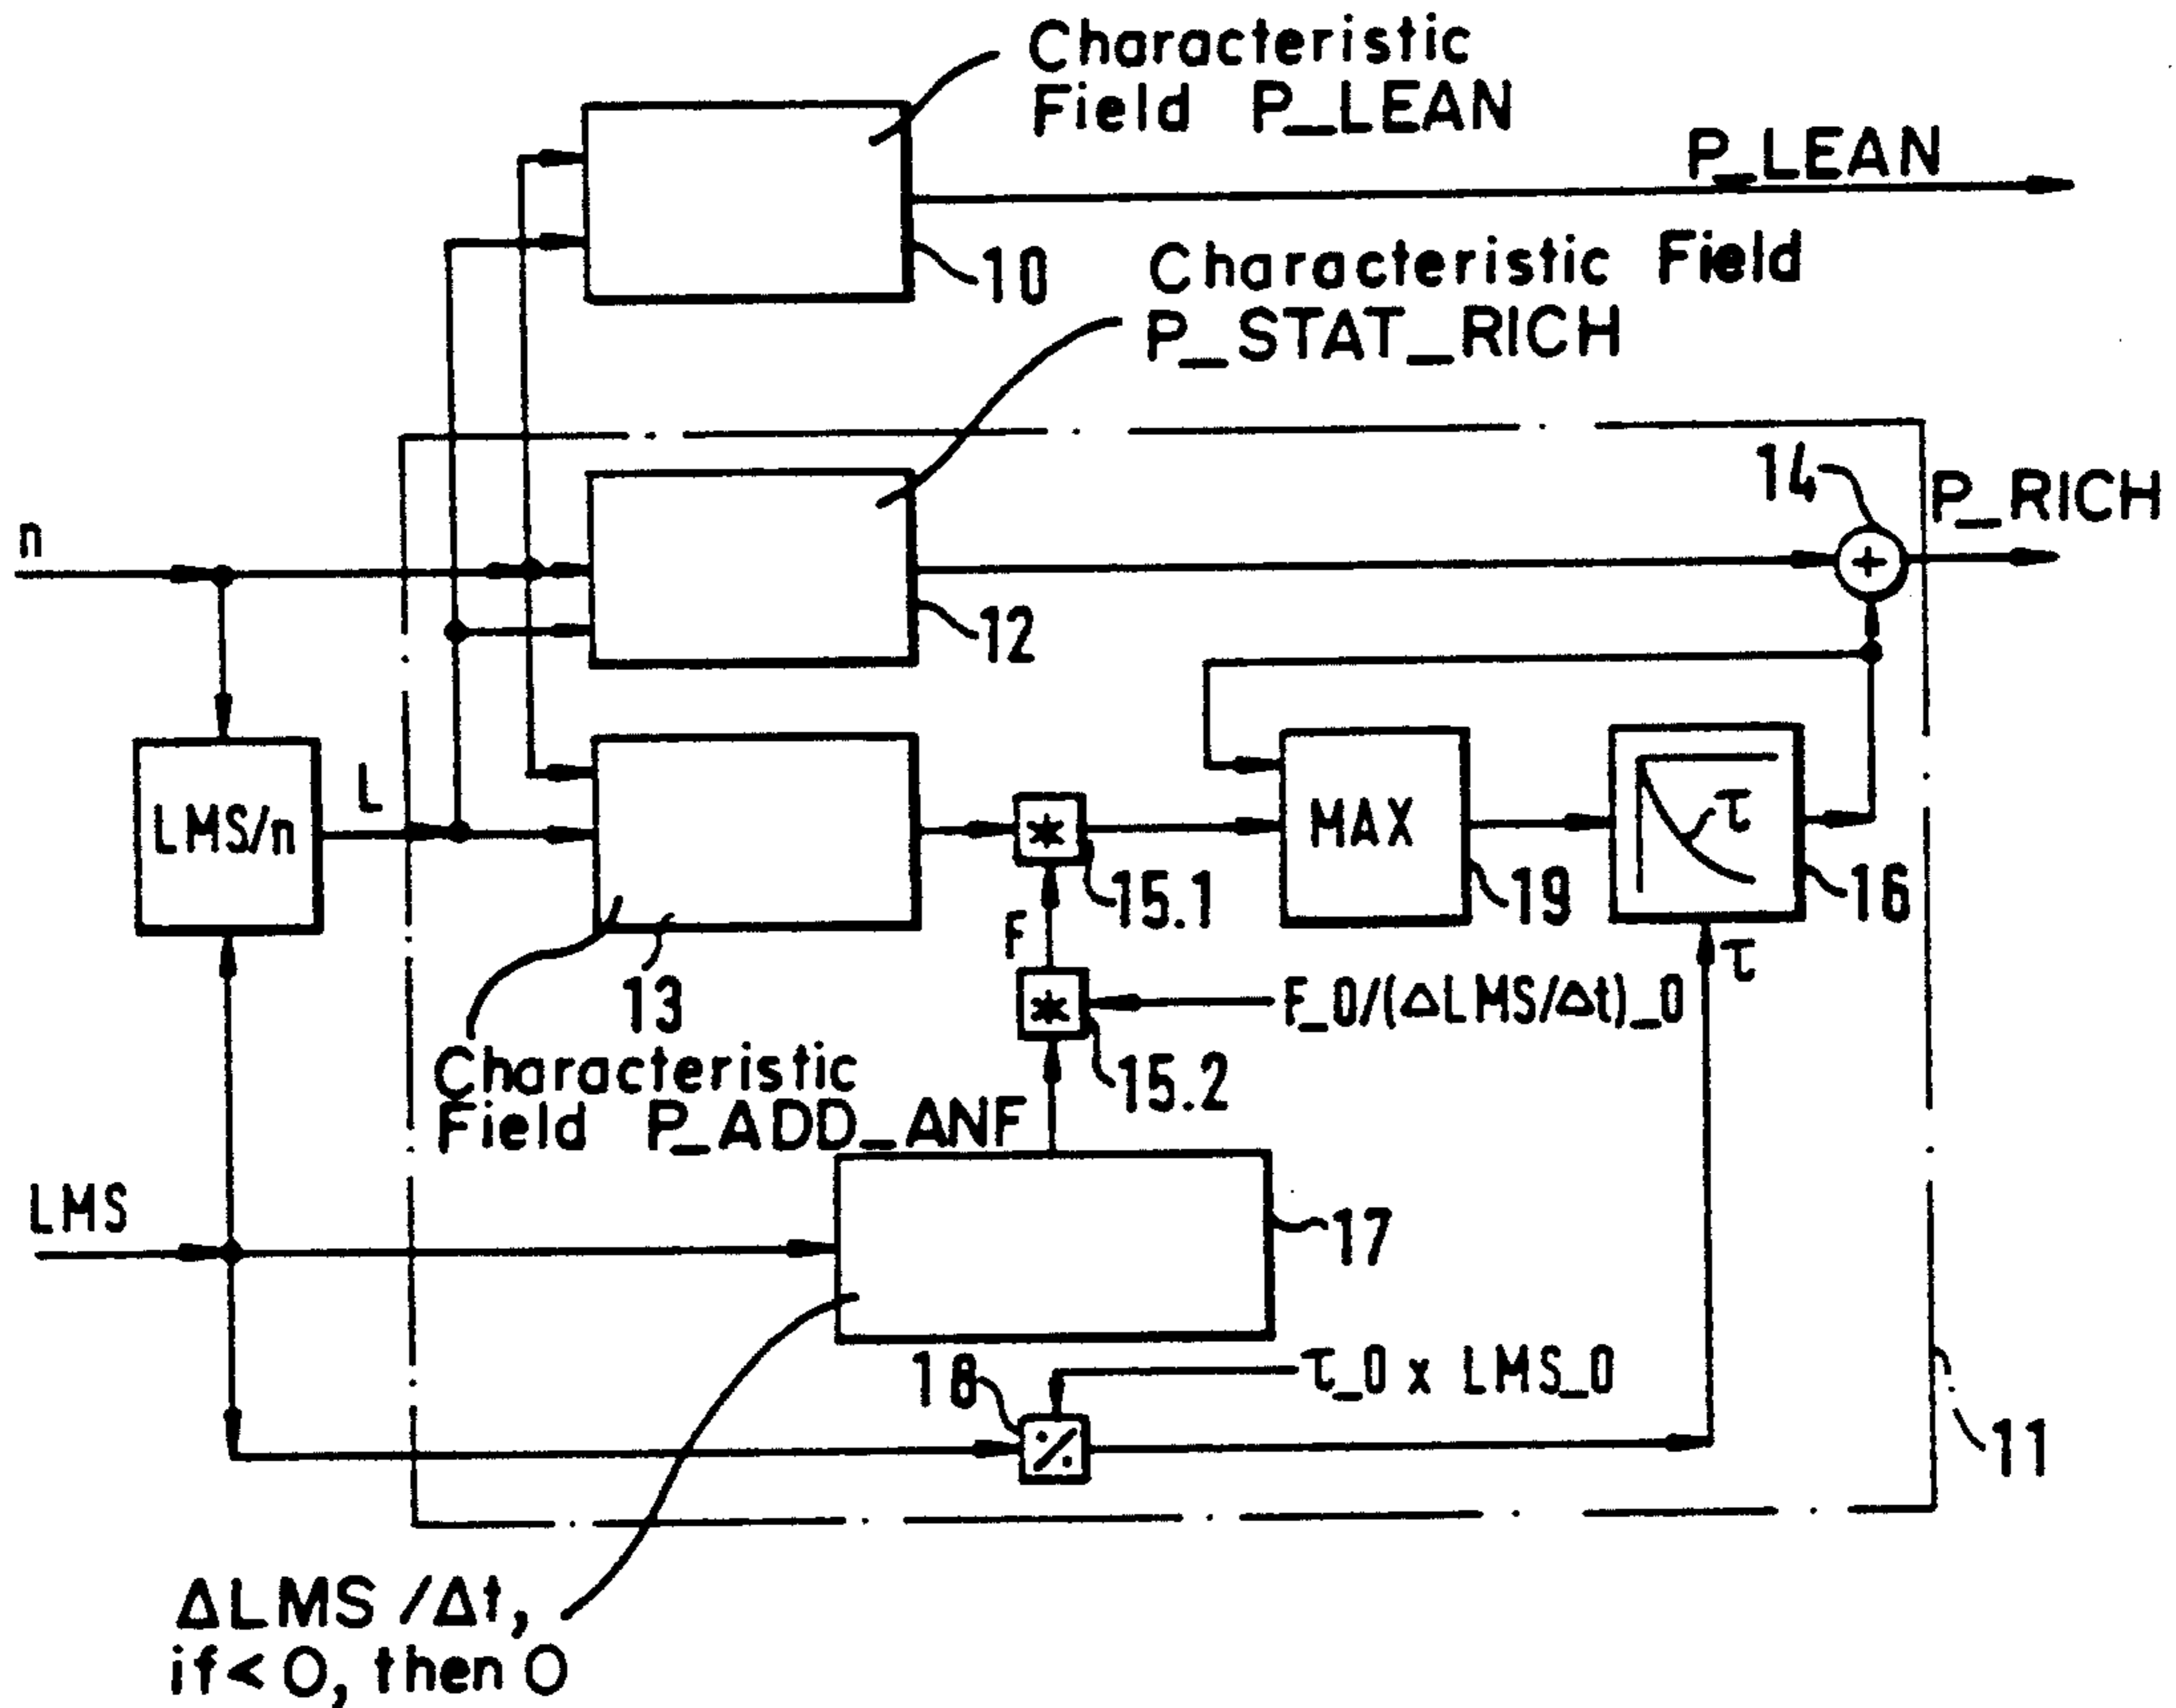 Characteristic
Field P_LEAN
P_LEAN
10
Characteristic Field
P_STAT_RICH
14
P_RICH
n
12
LMS/n
L
*
15.1
MAX
19
τ
16
F
τ
13
*
F_0/(ΔLMS/Δt)_0
15.2
Characteristic
Field P_ADD_ANF
LMS
17
18
τ_0 x LMS_0
11
ΔLMS/Δt,
if<0, then 0